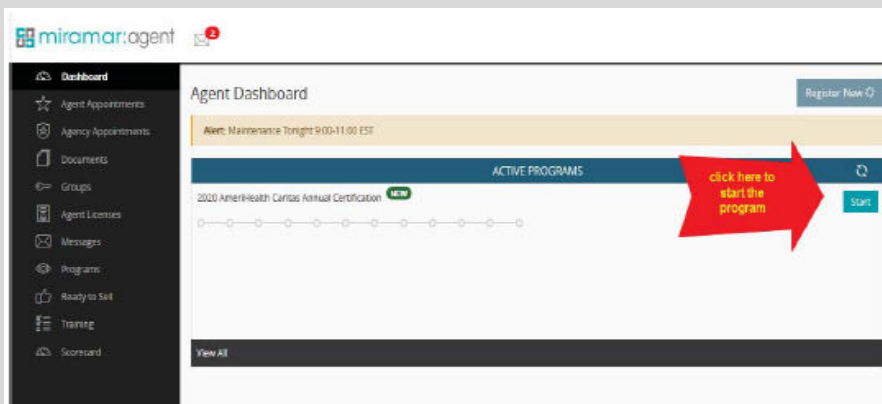 miramar:agent
2
Dashboard
Agent Appointments
Agency Appointments
Documents
Groups
Agent Licenses
Messages
Programs
Ready to Sell
Training
Scorecard
Agent Dashboard
Register Now
Alert: Maintenance Tonight 9:00-11:00 EST
ACTIVE PROGRAMS
2020 AmeriHealth Caritas Annual Certification NEW
click here to
start the
program
Start
View All